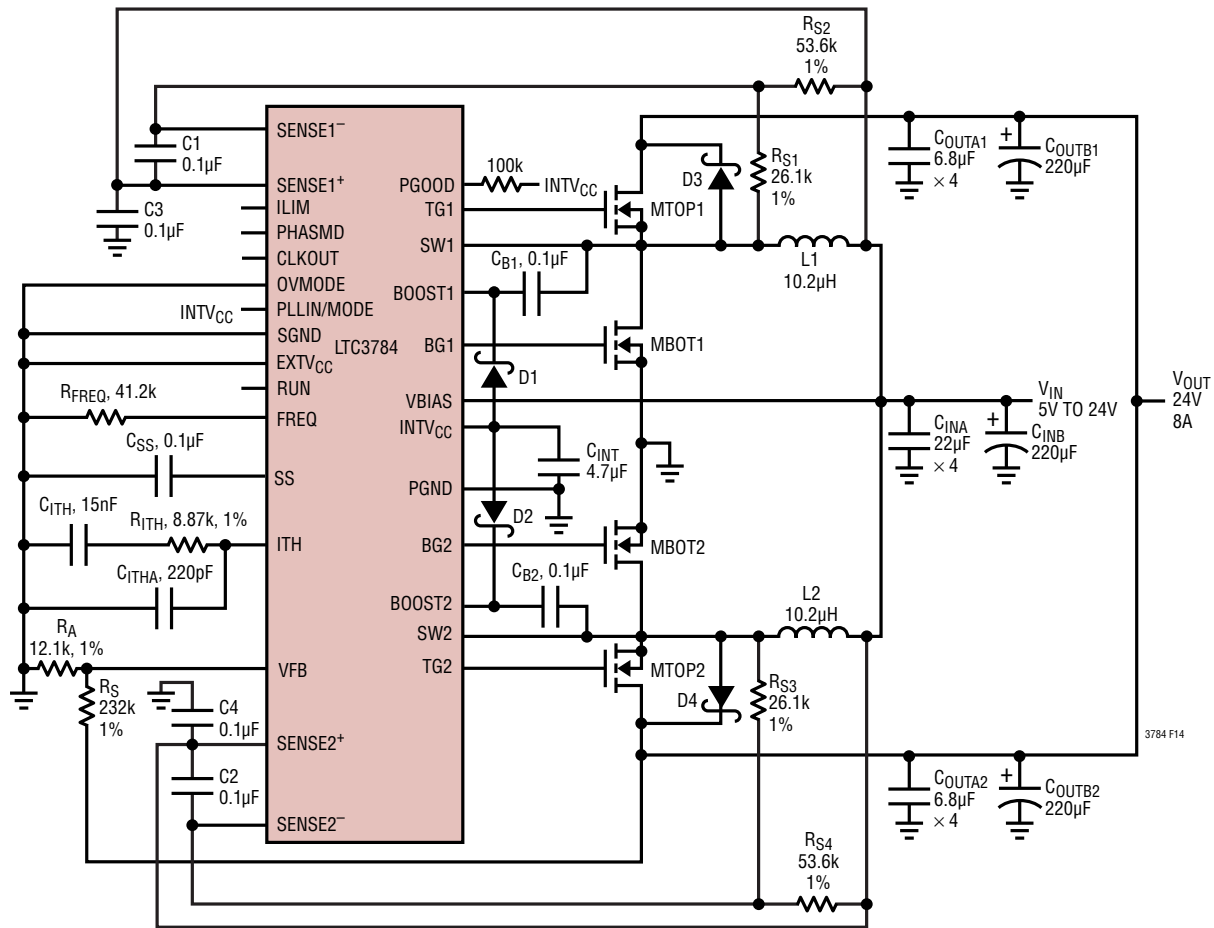 RS2
53.6k
1%
SENSE1–
C1
0.1µF
SENSE1+
C3
0.1µF
ILIM
PHASMD
CLKOUT
OVMODE
INTVCC
PLLIN/MODE
SGND
LTC3784
EXTVCC
RUN
RFREQ, 41.2k
FREQ
CSS, 0.1µF
SS
CITH, 15nF
RITH, 8.87k, 1%
ITH
CITHA, 220pF
RA
12.1k, 1%
VFB
RS
232k
1%
C4
0.1µF
SENSE2+
C2
0.1µF
SENSE2–
100k
PGOOD
INTVCC
TG1
MTOP1
SW1
CB1, 0.1µF
BOOST1
BG1
MBOT1
D1
VBIAS
INTVCC
CINT
4.7µF
PGND
D2
BG2
MBOT2
CB2, 0.1µF
BOOST2
SW2
TG2
MTOP2
D3
RS1
26.1k
1%
L1
10.2µH
COUTA1
6.8µF
× 4
+
COUTB1
220µF
VIN
5V TO 24V
CINA
22µF
× 4
+
CINB
220µF
VOUT
24V
8A
L2
10.2µH
D4
RS3
26.1k
1%
3784 F14
COUTA2
6.8µF
× 4
+
COUTB2
220µF
RS4
53.6k
1%